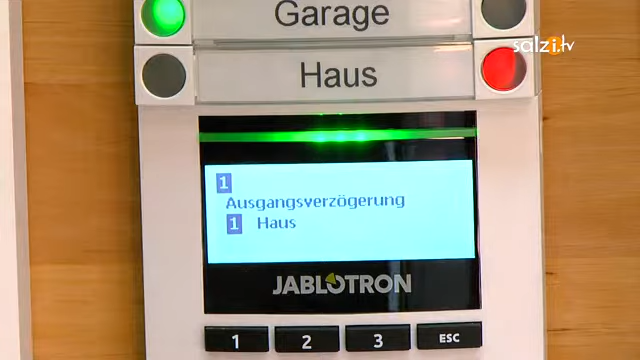 Garage
salzi.tv
Haus
1
Ausgangsverzögerung
1 Haus
JABLOTRON
1 2 3 ESC